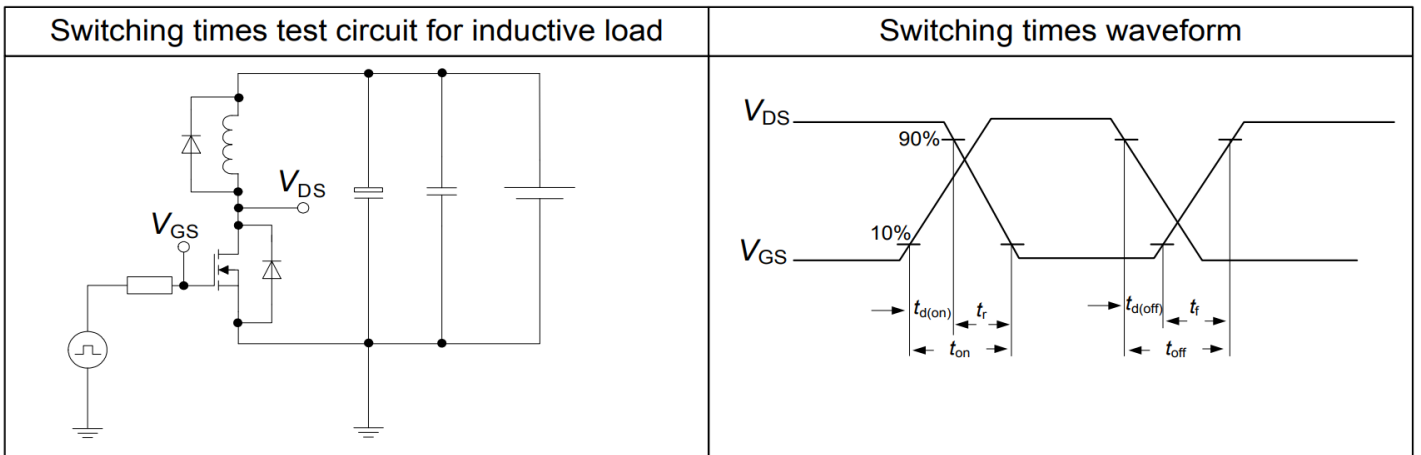 Switching times test circuit for inductive load
Switching times waveform
VDS
VGS
VDS
90%
10%
VGS
td(on) tr
ton
td(off) tf
toff